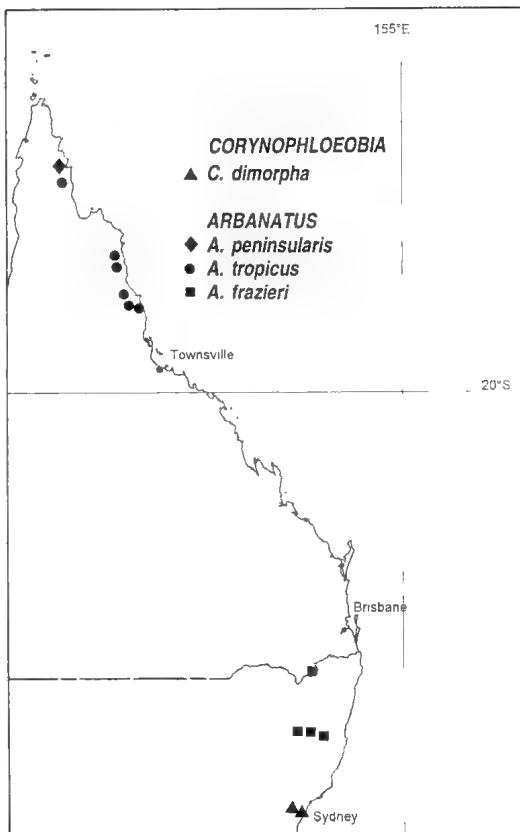 155°E
CORYNOPHLOEOBIA
C. dimorpha
ARBANATUS
A. peninsularis
A. tropicus
A. frazieri
Townsville
20°S
Brisbane
Sydney